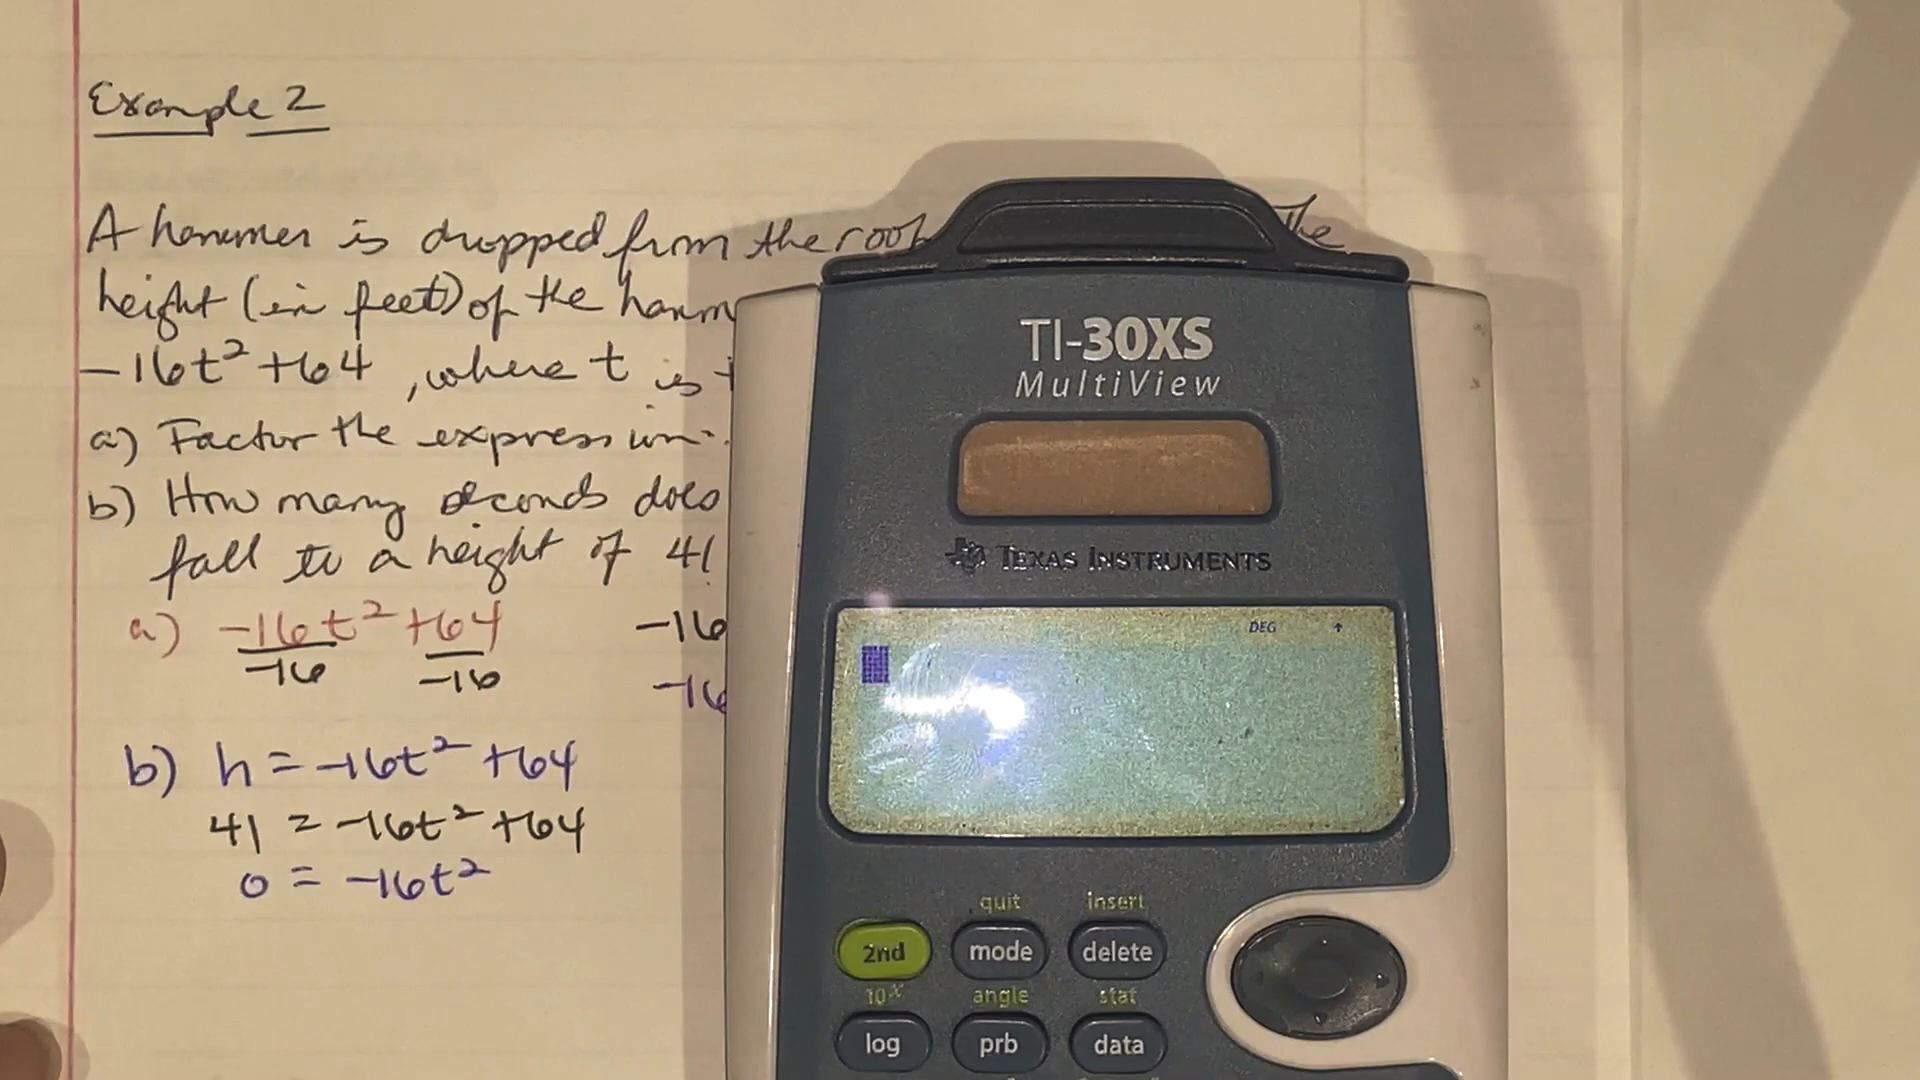 Example 2
A hammer is dropped from the roof The
height (in feet) of the hamm
-16t² +64, where t is
a) Factor the expression.
b) How many seconds does
fall to a height of 41
a) -16t² +64
-16 -16
-16
-16
b) h = -16t² +64
41 = -16t² +64
0 = -16t²
TI-30XS
MultiView
TEXAS INSTRUMENTS
DEG ↑
quit insert
2nd mode delete
10ˣ angle stat
log prb data